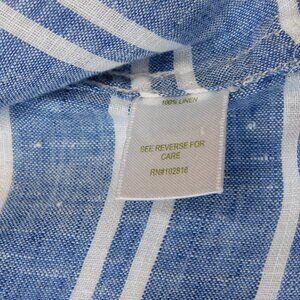 100% LINEN
SEE REVERSE FOR
CARE
RN#102816